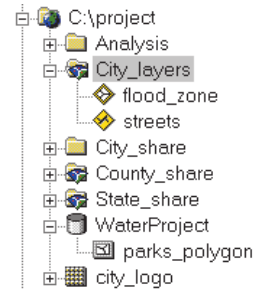 C:\project
Analysis
City_layers
flood_zone
streets
City_share
County_share
State_share
WaterProject
parks_polygon
city_logo